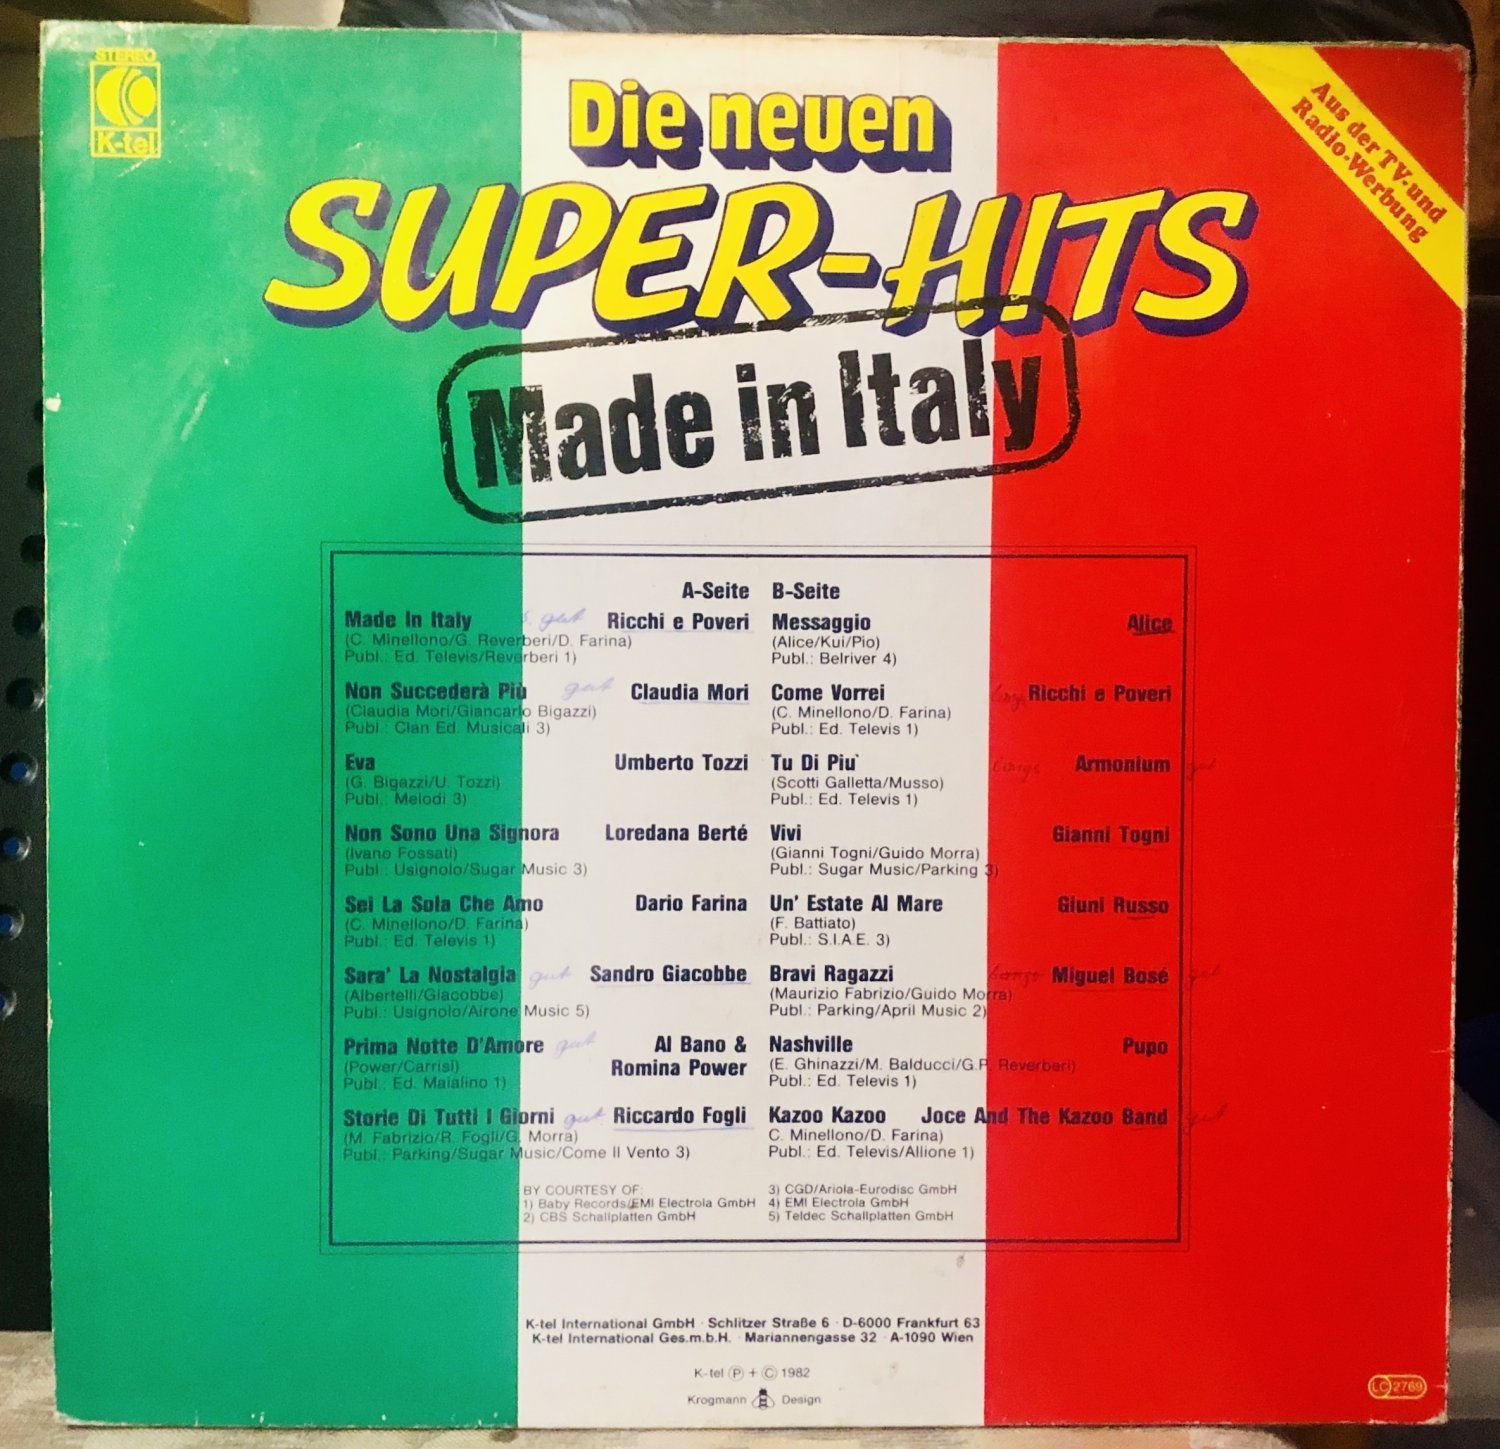 STEREO
K-tel
Aus der TV- und
Radio-Werbung
Die neuen
SUPER-HITS
Made in Italy
A-Seite
Made In Italy gut Ricchi e Poveri
(C. Minellono/G. Reverberi/D. Farina)
Publ.: Ed. Televis/Reverberi 1)
Non Succederà Più gut Claudia Mori
(Claudia Mori/Giancarlo Bigazzi)
Publ.: Clan Ed. Musicali 3)
Eva Umberto Tozzi
(G. Bigazzi/U. Tozzi)
Publ.: Melodi 3)
Non Sono Una Signora Loredana Berté
(Ivano Fossati)
Publ.: Usignolo/Sugar Music 3)
Sei La Sola Che Amo Dario Farina
(C. Minellono/D. Farina)
Publ.: Ed. Televis 1)
Sara' La Nostalgia gut Sandro Giacobbe
(Albertelli/Giacobbe)
Publ.: Usignolo/Airone Music 5)
Prima Notte D'Amore gut Al Bano &
Romina Power
(Power/Carrisi)
Publ.: Ed. Maialino 1)
Storie Di Tutti I Giorni gut Riccardo Fogli
(M. Fabrizio/R. Fogli/G. Morra)
Publ.: Parking/Sugar Music/Come Il Vento 3)
B-Seite
Messaggio Alice
(Alice/Kui/Pio)
Publ.: Belriver 4)
Come Vorrei Ricchi e Poveri
(C. Minellono/D. Farina)
Publ.: Ed. Televis 1)
Tu Di Piu` Armonium gut
(Scotti Galletta/Musso)
Publ.: Ed. Televis 1)
Vivi Gianni Togni
(Gianni Togni/Guido Morra)
Publ.: Sugar Music/Parking 3)
Un' Estate Al Mare Giuni Russo
(F. Battiato)
Publ.: S.I.A.E. 3)
Bravi Ragazzi Miguel Bosé gut
(Maurizio Fabrizio/Guido Morra)
Publ.: Parking/April Music 2)
Nashville Pupo
(E. Ghinazzi/M. Balducci/G.P. Reverberi)
Publ.: Ed. Televis 1)
Kazoo Kazoo Joce And The Kazoo Band gut
C. Minellono/D. Farina)
Publ.: Ed. Televis/Allione 1)
BY COURTESY OF:
1) Baby Records/EMI Electrola GmbH
2) CBS Schallplatten GmbH
3) CGD/Ariola-Eurodisc GmbH
4) EMI Electrola GmbH
5) Teldec Schallplatten GmbH
K-tel International GmbH · Schlitzer Straße 6 · D-6000 Frankfurt 63
K-tel International Ges.m.b.H. · Mariannengasse 32 · A-1090 Wien
K-tel Ⓟ + Ⓒ 1982
Krogmann Design
LC 2769